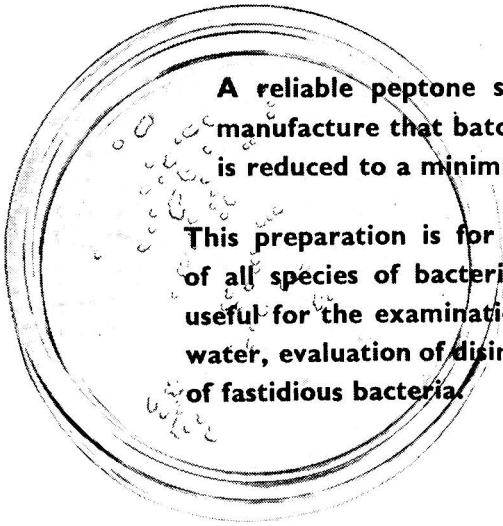 A reliable peptone s
manufacture that batc
is reduced to a minim
This preparation is for
of all species of bacteri
useful for the examinati
water, evaluation of disin
of fastidious bacteria.